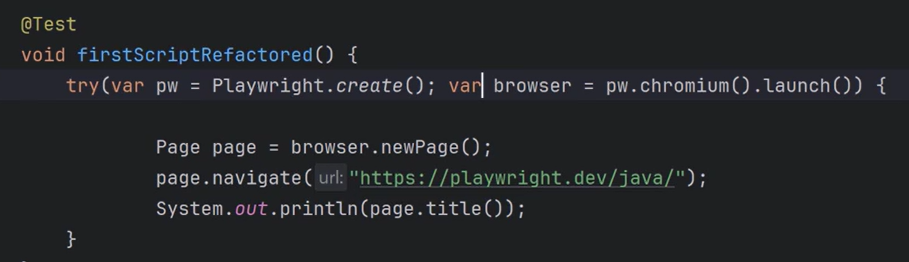 @Test
void firstScriptRefactored() {
try(var pw = Playwright.create(); var browser = pw.chromium().launch()) {
Page page = browser.newPage();
page.navigate( url: "https://playwright.dev/java/");
System.out.println(page.title());
}